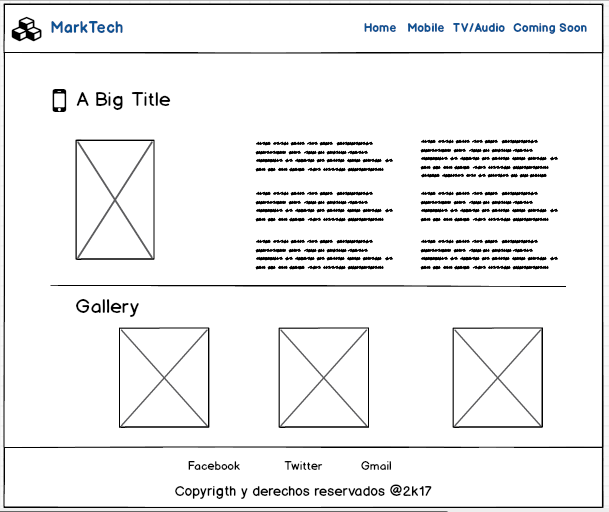 MarkTech
Home Mobile TV/Audio Coming Soon
A Big Title
Gallery
Facebook Twitter Gmail
Copyrigth y derechos reservados @2k17